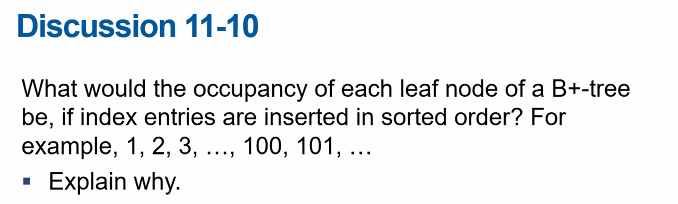 Discussion 11-10
What would the occupancy of each leaf node of a B+-tree
be, if index entries are inserted in sorted order? For
example, 1, 2, 3, …, 100, 101, …
▪ Explain why.